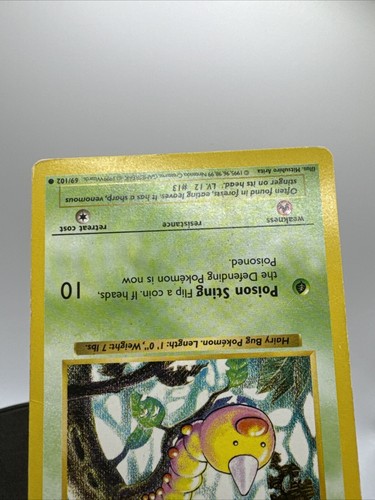 Hairy Bug Pokémon. Length: 1' 0", Weight: 7 lbs.
Poison Sting Flip a coin. If heads,
the Defending Pokémon is now
Poisoned.
10
weakness
resistance
retreat cost
Often found in forests, eating leaves. It has a sharp, venomous
stinger on its head. LV. 12 #13
Illus. Mitsuhiro Arita
© 1995, 96, 98, 99 Nintendo, Creatures, GAMEFREAK. © 1999 Wizards.
69/102